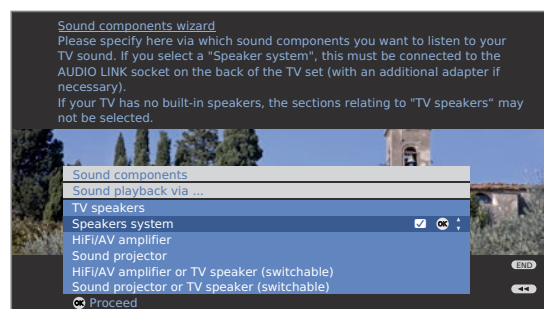 Sound components wizard
Please specify here via which sound components you want to listen to your
TV sound. If you select a "Speaker system", this must be connected to the
AUDIO LINK socket on the back of the TV set (with an additional adapter if
necessary).
If your TV has no built-in speakers, the sections relating to "TV speakers“ may
not be selected.
Sound components
Sound playback via ...
TV speakers
Speakers system OK
HiFi/AV amplifier
Sound projector
HiFi/AV amplifier or TV speaker (switchable)
END
Sound projector or TV speaker (switchable)
OK Proceed